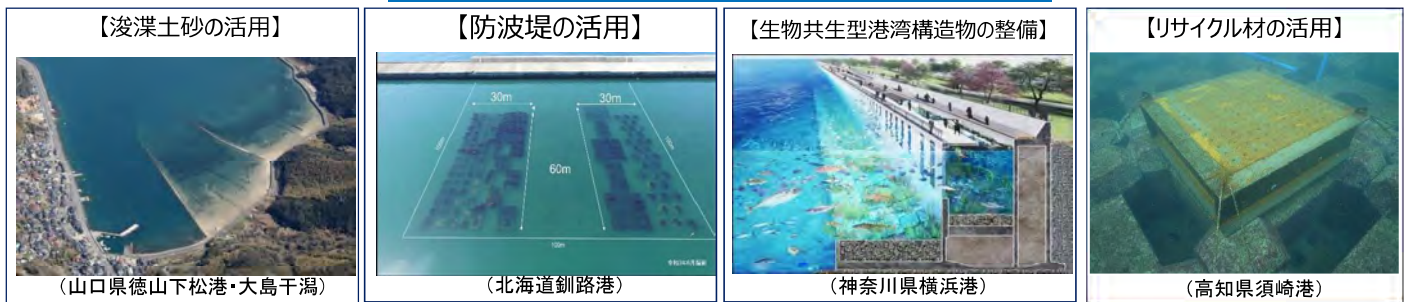 【浚渫土砂の活用】
(山口県徳山下松港・大島干潟)
【防波堤の活用】
30m
30m
60m
(北海道釧路港)
【生物共生型港湾構造物の整備】
(神奈川県横浜港)
【リサイクル材の活用】
(高知県須崎港)